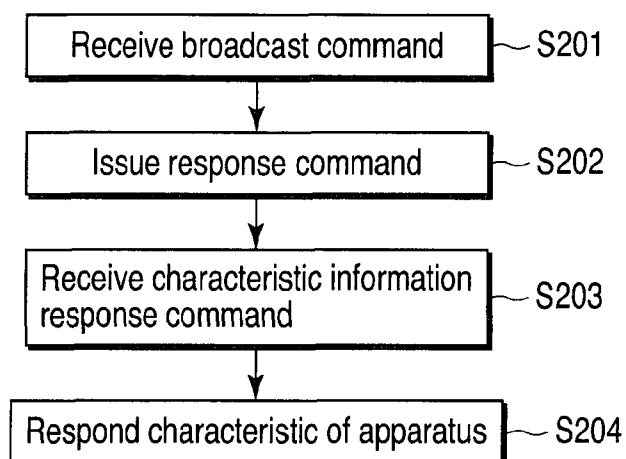 Receive broadcast command S201
Issue response command S202
Receive characteristic information
response command S203
Respond characteristic of apparatus S204